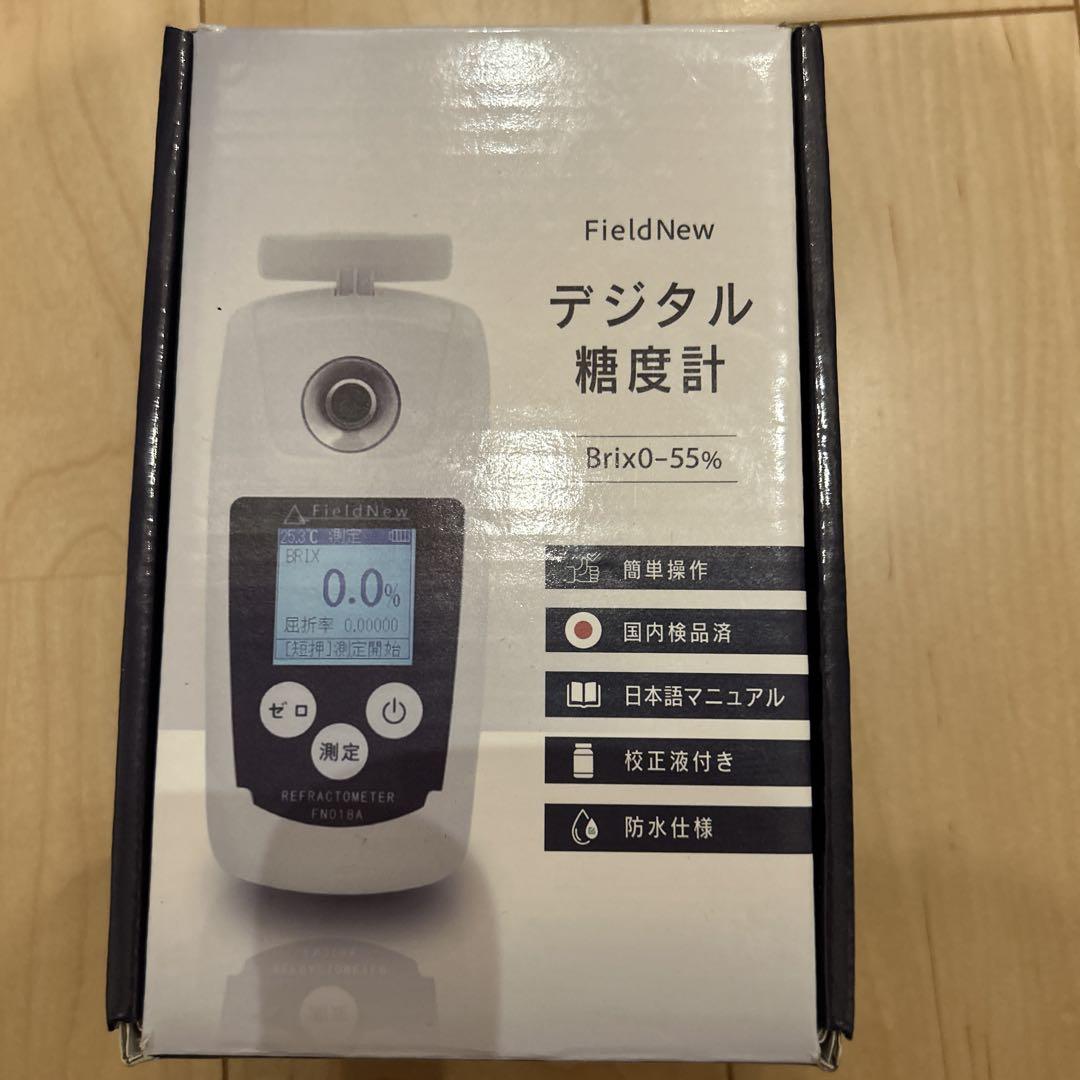 FieldNew
デジタル
糖度計
Brix0-55%
簡単操作
国内検品済
日本語マニュアル
校正液付き
防水仕様
FieldNew
25.3℃ 測定
BRIX
0.0%
屈折率 0.00000
[短押]測定開始
ゼロ
測定
REFRACTOMETER
FN018A